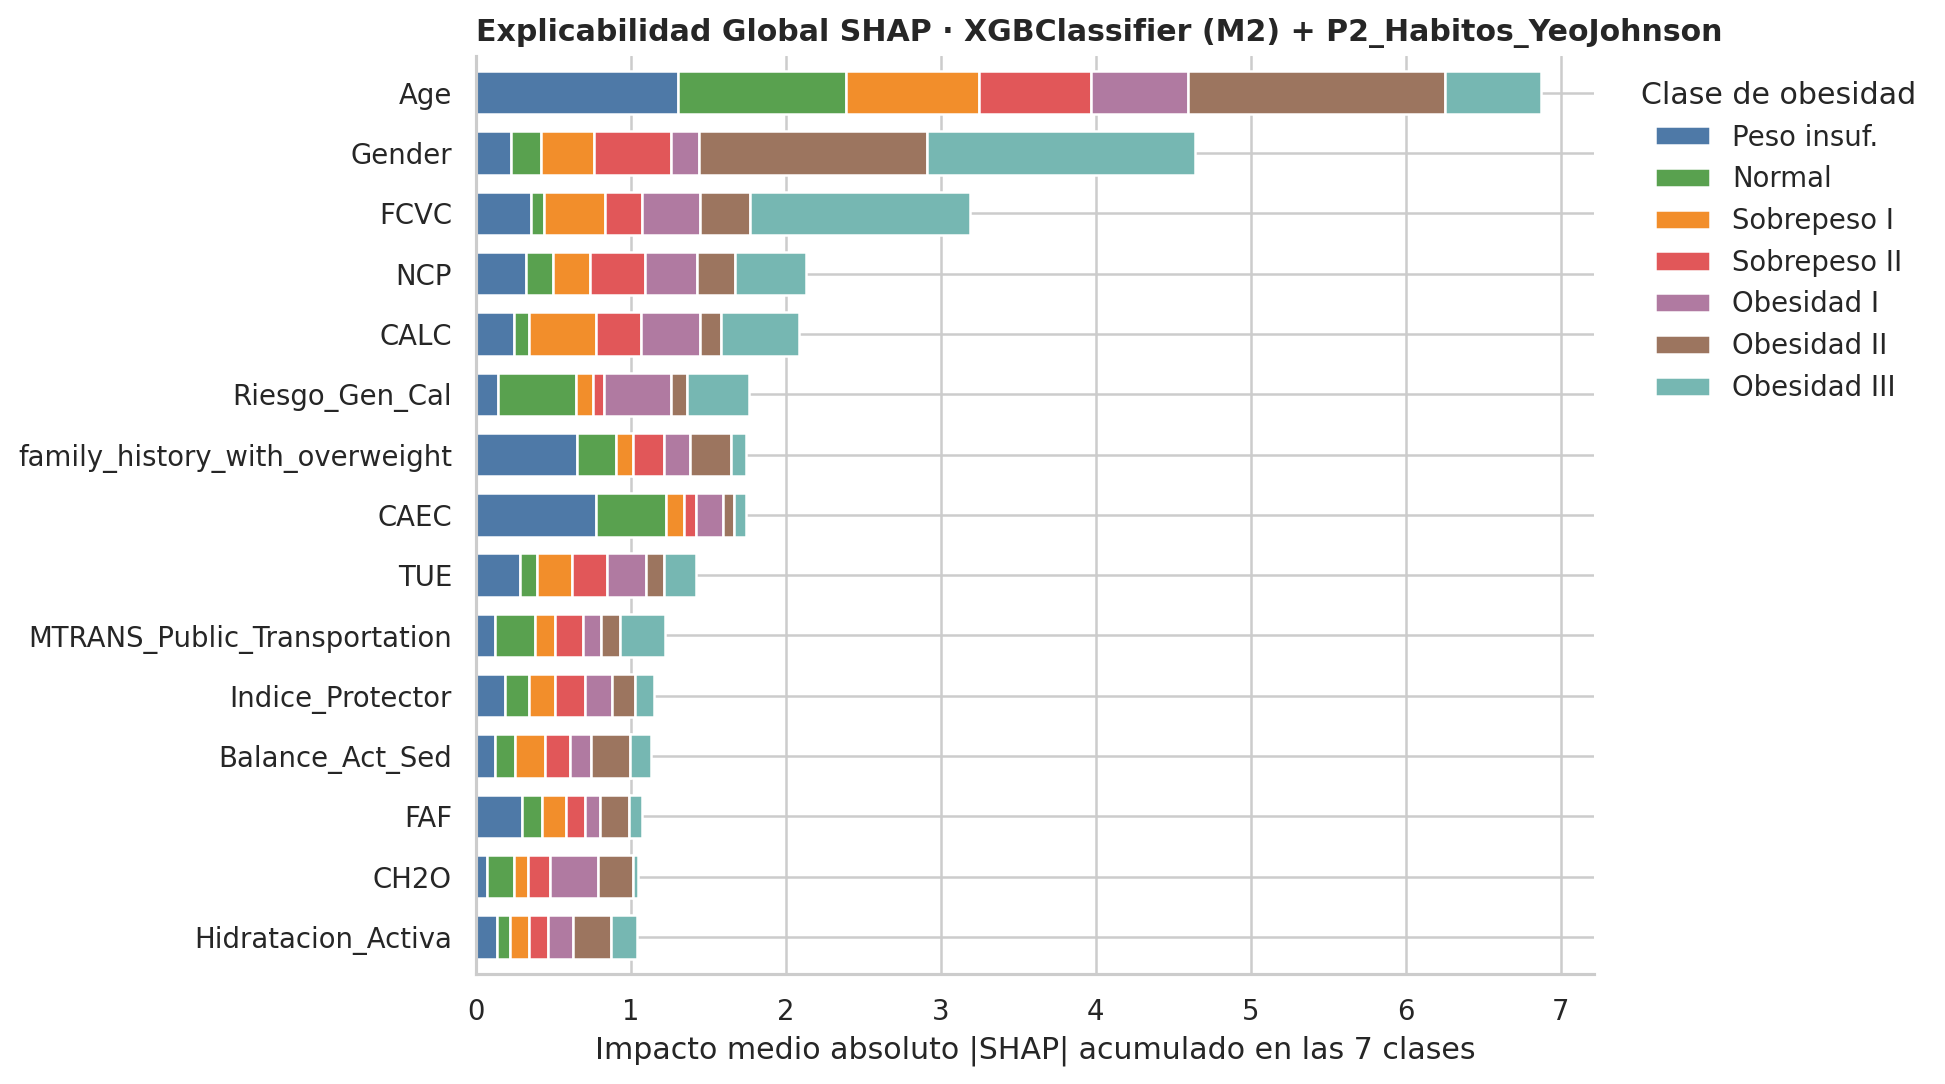 Explicabilidad Global SHAP · XGBClassifier (M2) + P2_Habitos_YeoJohnson
Age
Gender
FCVC
NCP
CALC
Riesgo_Gen_Cal
family_history_with_overweight
CAEC
TUE
MTRANS_Public_Transportation
Indice_Protector
Balance_Act_Sed
FAF
CH2O
Hidratacion_Activa
0 1 2 3 4 5 6 7
Impacto medio absoluto |SHAP| acumulado en las 7 clases
Clase de obesidad
Peso insuf.
Normal
Sobrepeso I
Sobrepeso II
Obesidad I
Obesidad II
Obesidad III